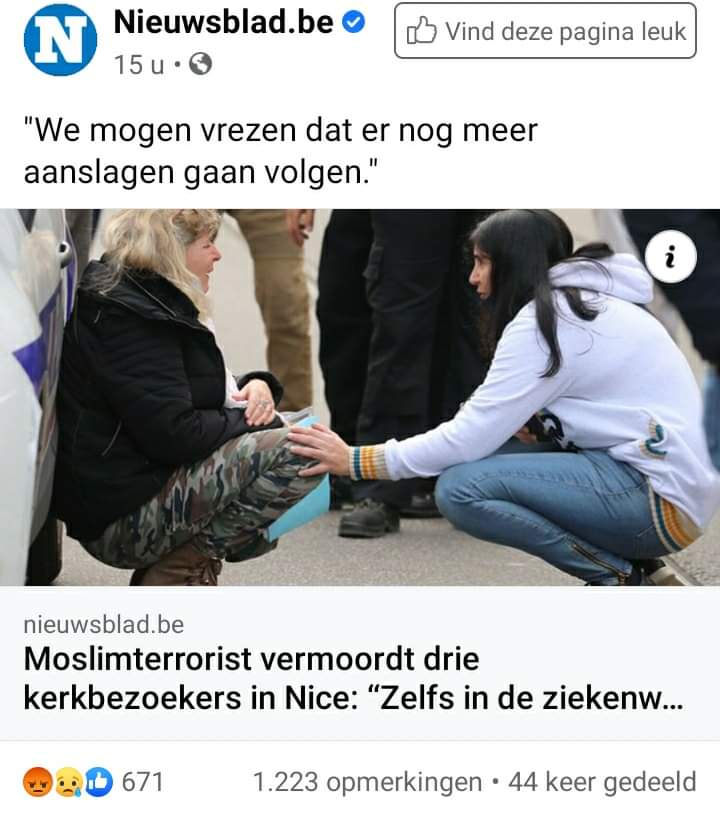 N
Nieuwsblad.be
Vind deze pagina leuk
15 u •
"We mogen vrezen dat er nog meer
aanslagen gaan volgen."
i
nieuwsblad.be
Moslimterrorist vermoordt drie
kerkbezoekers in Nice: “Zelfs in de ziekenw...
671
1.223 opmerkingen • 44 keer gedeeld